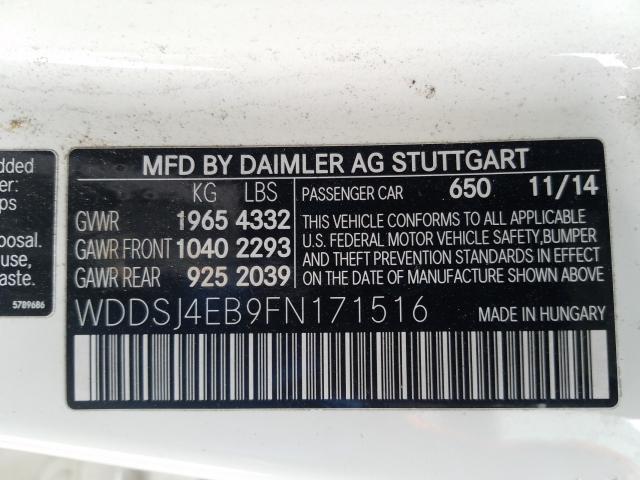 dded
er:
ps
posal.
use,
aste.
5789686
MFD BY DAIMLER AG STUTTGART
KG LBS
GVWR 1965 4332
GAWR FRONT 1040 2293
GAWR REAR 925 2039
PASSENGER CAR 650 11/14
THIS VEHICLE CONFORMS TO ALL APPLICABLE
U.S. FEDERAL MOTOR VEHICLE SAFETY,BUMPER
AND THEFT PREVENTION STANDARDS IN EFFECT
ON THE DATE OF MANUFACTURE SHOWN ABOVE.
WDDSJ4EB9FN171516
MADE IN HUNGARY